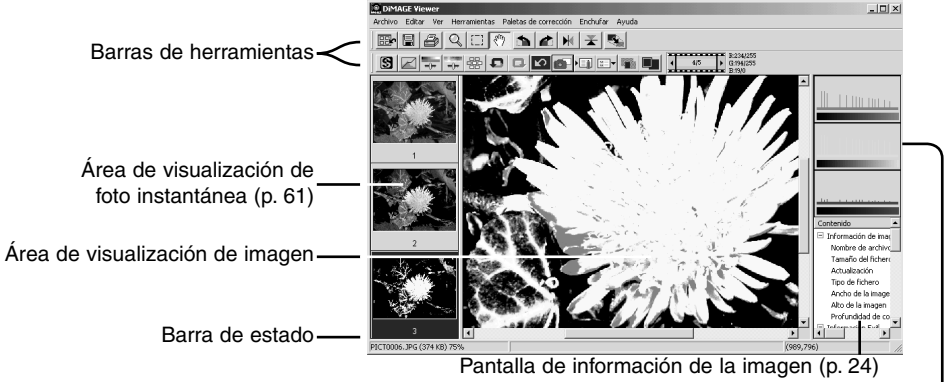 DiMAGE Viewer
Archivo Editar Ver Herramientas Paletas de corrección Enchufar Ayuda
Barras de herramientas
4/5
R:234/255
G:194/255
B:19/0
1
Área de visualización de
foto instantánea (p. 61)
2
Contenido
Información de imag
Nombre de archivo
Tamaño del fichero
Actualización
Tipo de fichero
Ancho de la image
Alto de la imagen
Profundidad de co
Información Exif
Área de visualización de imagen
3
Barra de estado
PICT0006.JPG (374 KB) 75%
(989,796)
Pantalla de información de la imagen (p. 24)